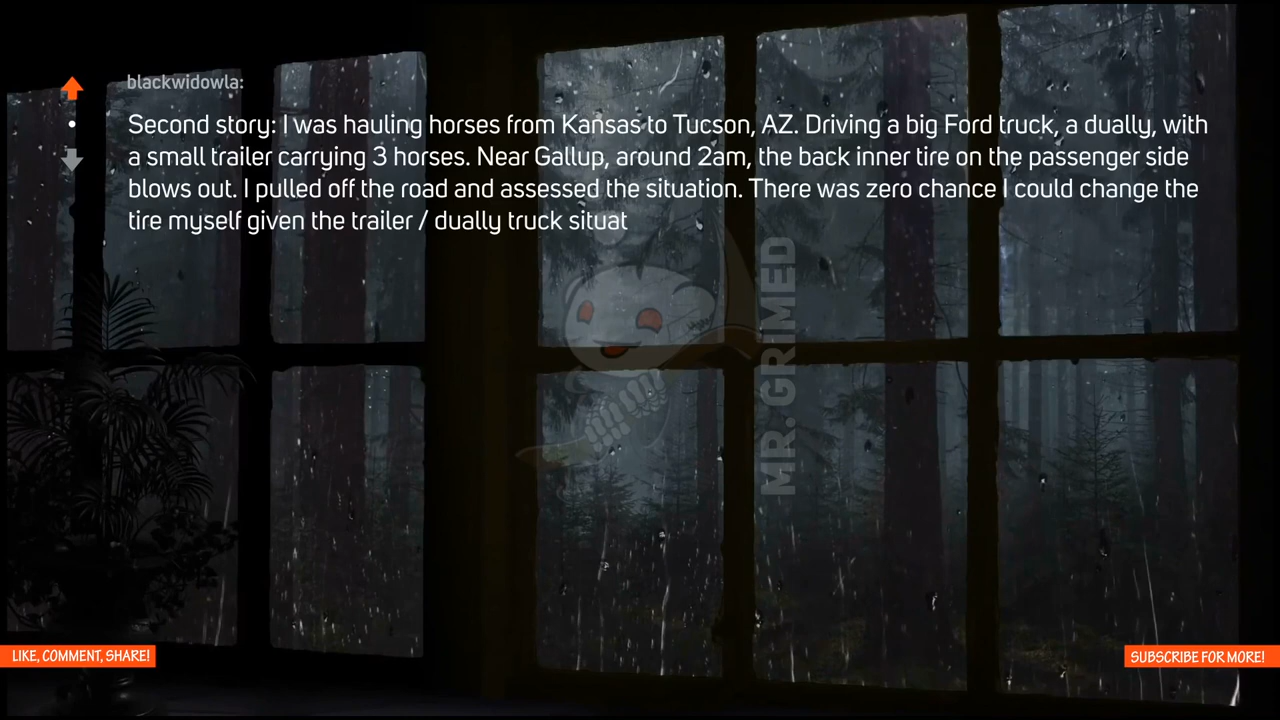 blackwidowla:
Second story: I was hauling horses from Kansas to Tucson, AZ. Driving a big Ford truck, a dually, with
a small trailer carrying 3 horses. Near Gallup, around 2am, the back inner tire on the passenger side
blows out. I pulled off the road and assessed the situation. There was zero chance I could change the
tire myself given the trailer / dually truck situat
MR. GRIMED
LIKE, COMMENT, SHARE!
SUBSCRIBE FOR MORE!